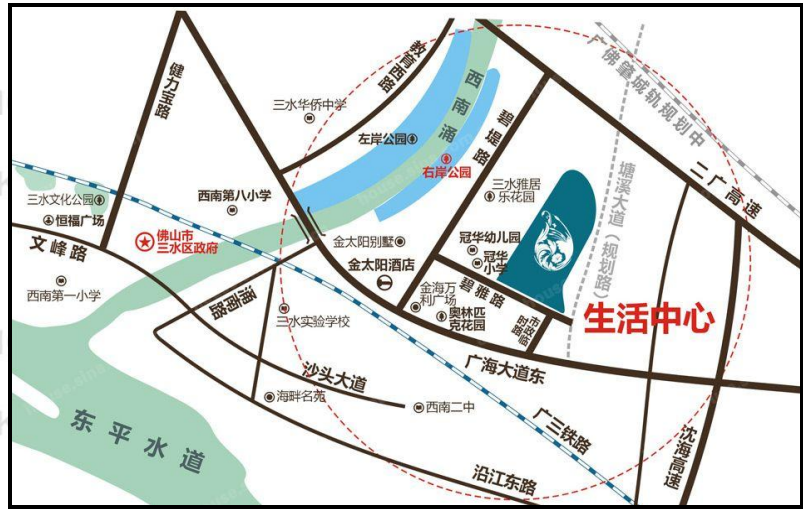 健力宝路
教育西路
西南涌
广佛肇城轨规划中
三水华侨中学
左岸公园
右岸公园
碧堤路
塘溪大道（规划路）
二广高速
三水文化公园
恒福广场
西南第八小学
三水雅居
乐花园
佛山市
三水区政府
文峰路
金太阳别墅
金太阳酒店
冠华幼儿园
冠华
小学
西南第一小学
碧雅路
金海万
利广场
奥林匹
克花园
市政临
时路
生活中心
三水实验学校
广海大道东
沙头大道
海畔名苑
西南二中
广三铁路
东平水道
沿江东路
沈海高速